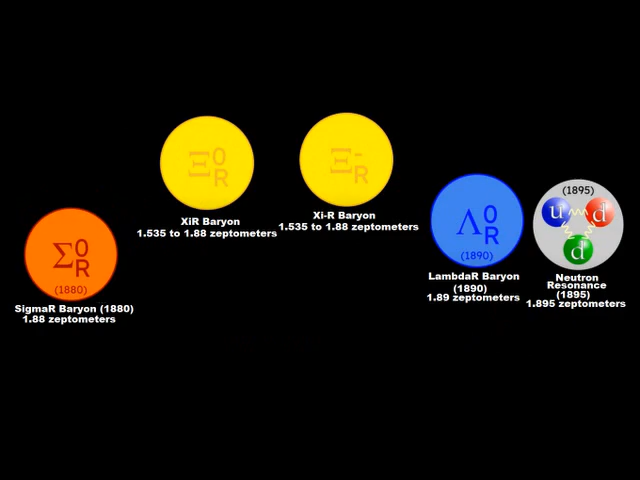 Σ0R
(1880)
SigmaR Baryon (1880)
1.88 zeptometers
Ξ0R
XiR Baryon
1.535 to 1.88 zeptometers
Ξ-R
Xi-R Baryon
1.535 to 1.88 zeptometers
Λ0R
(1890)
LambdaR Baryon
(1890)
1.89 zeptometers
(1895)
u d
d
Neutron
Resonance
(1895)
1.895 zeptometers